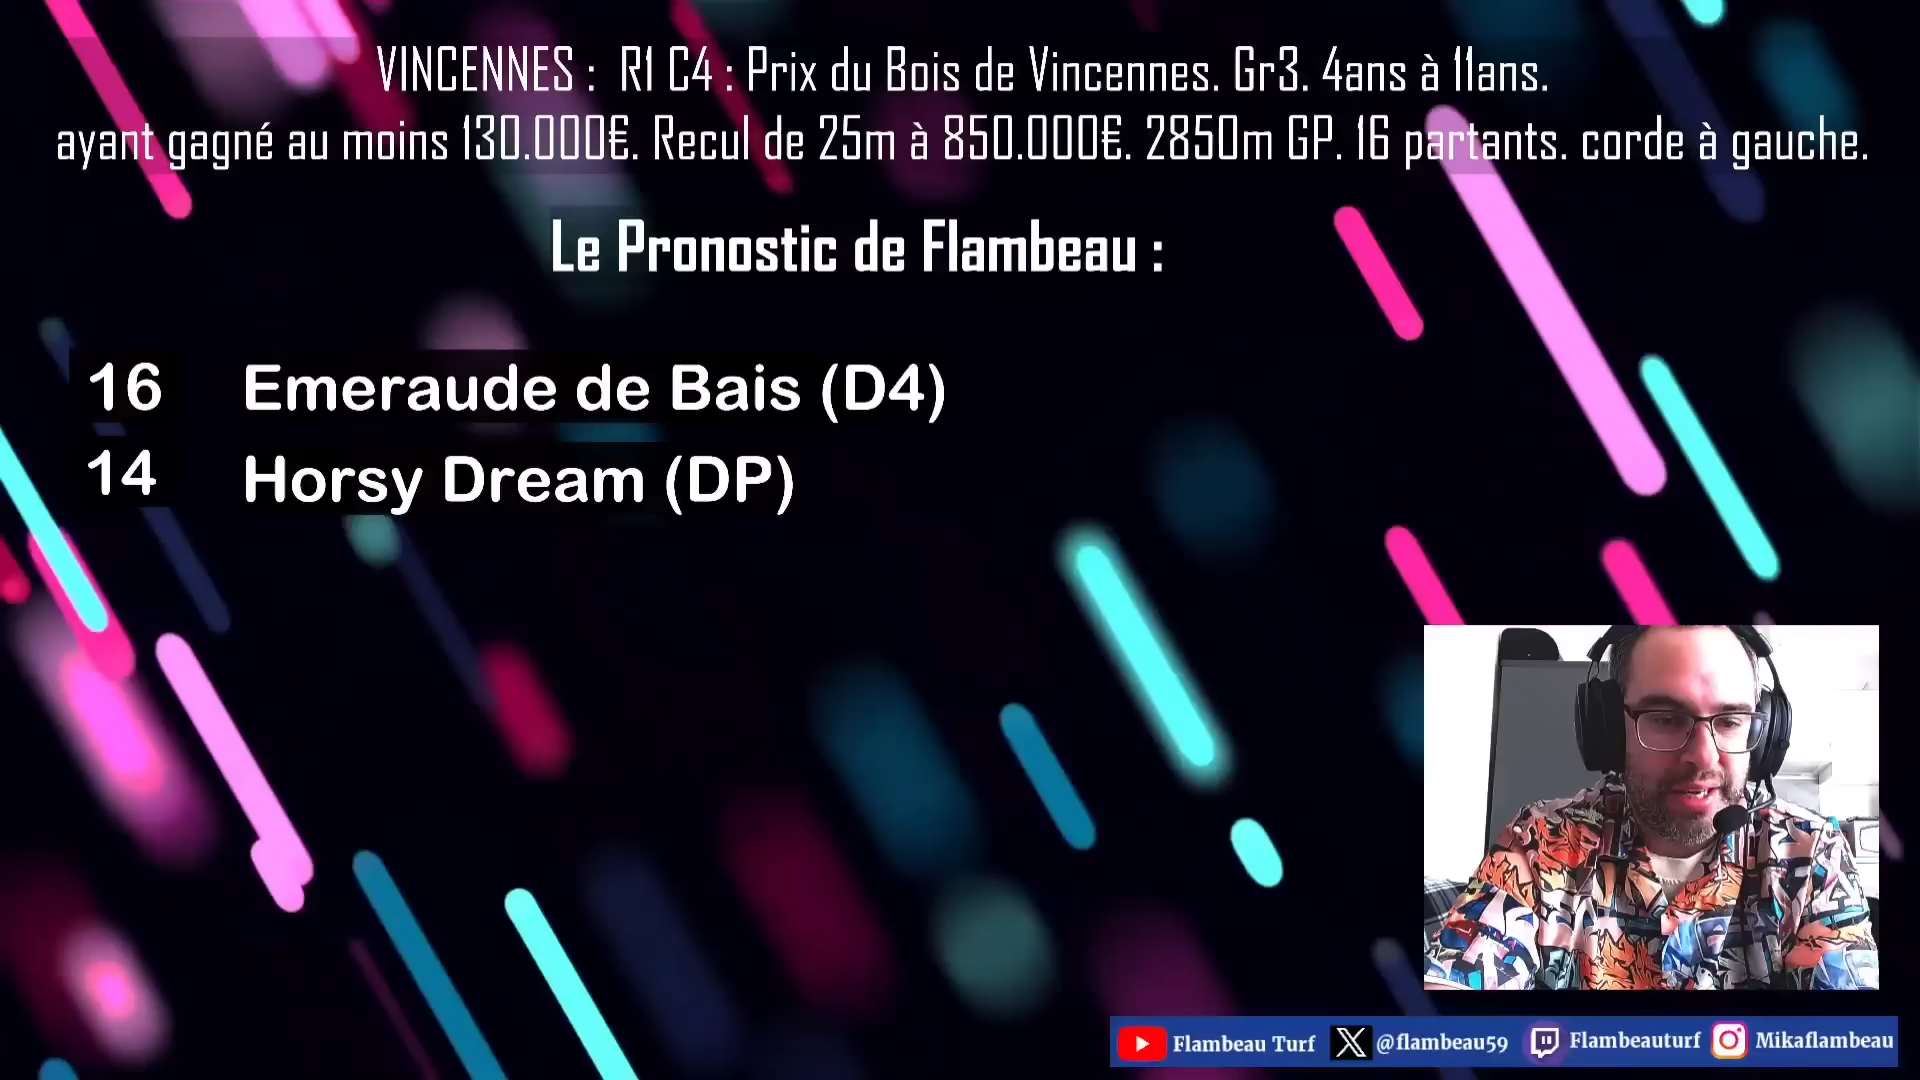 VINCENNES : R1 C4 : Prix du Bois de Vincennes. Gr3. 4ans à 11ans.
ayant gagné au moins 130.000€. Recul de 25m à 850.000€. 2850m GP. 16 partants. corde à gauche.
Le Pronostic de Flambeau :
16 Emeraude de Bais (D4)
14 Horsy Dream (DP)
Flambeau Turf @flambeau59 Flambeauturf Mikaflambeau